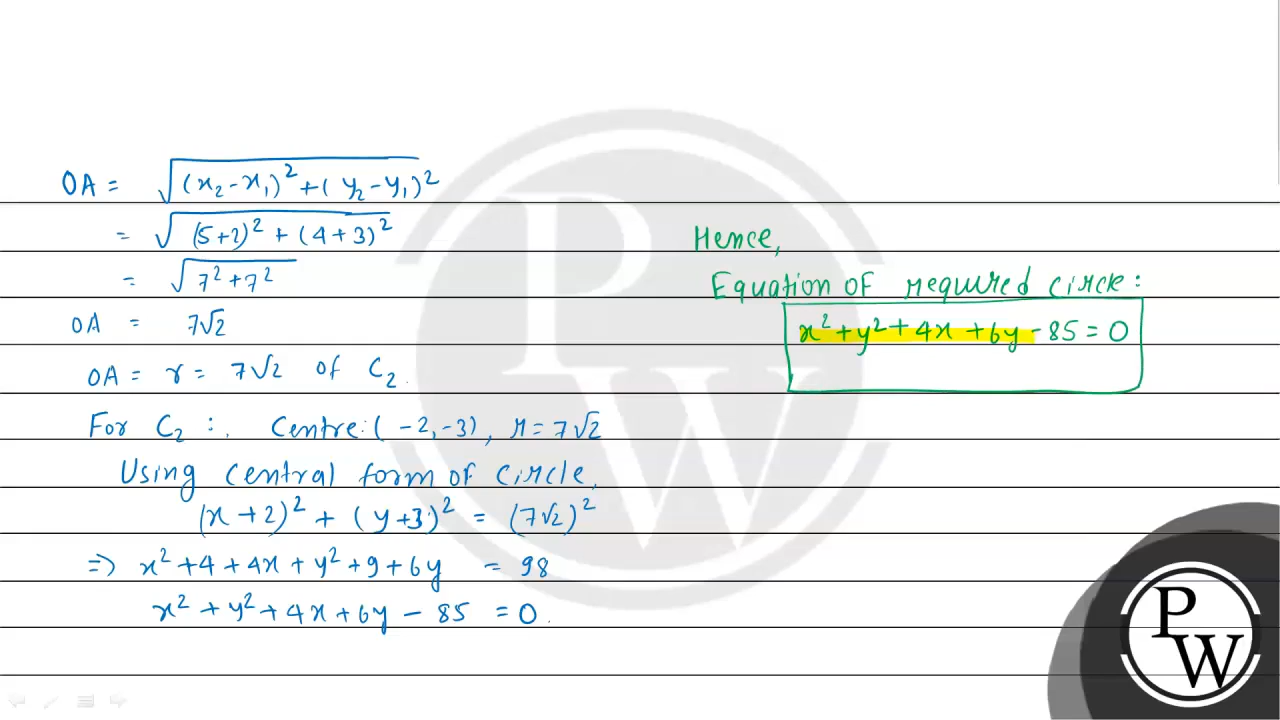 OA = √(x₂-x₁)² + (y₂-y₁)²
= √(5+2)² + (4+3)²
= √7² + 7²
OA = 7√2
OA = r = 7√2 of C₂.
For C₂ :. Centre: (-2, -3), r = 7√2
Using central form of circle,
(x+2)² + (y+3)² = (7√2)²
=> x² + 4 + 4x + y² + 9 + 6y = 98
x² + y² + 4x + 6y - 85 = 0.
Hence,
Equation of required circle:
x² + y² + 4x + 6y - 85 = 0
PW
PW